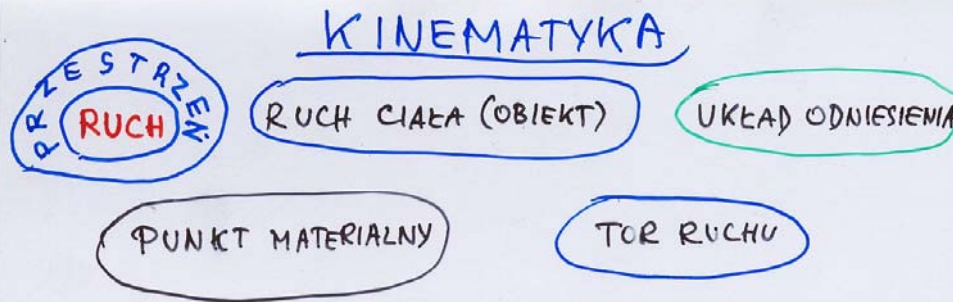 KINEMATYKA
PRZESTRZEŃ
RUCH
RUCH CIAŁA (OBIEKT)
UKŁAD ODNIESIENIA
PUNKT MATERIALNY
TOR RUCHU